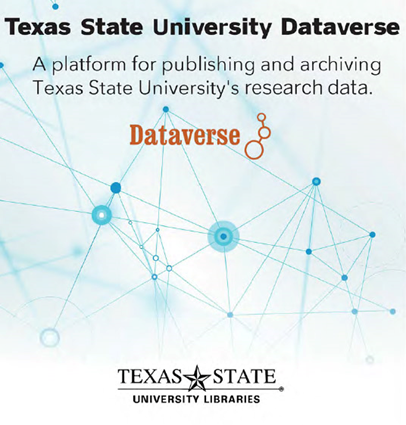 Texas State University Dataverse
A platform for publishing and archiving
Texas State University's research data.
Dataverse
TEXAS STATE
UNIVERSITY LIBRARIES